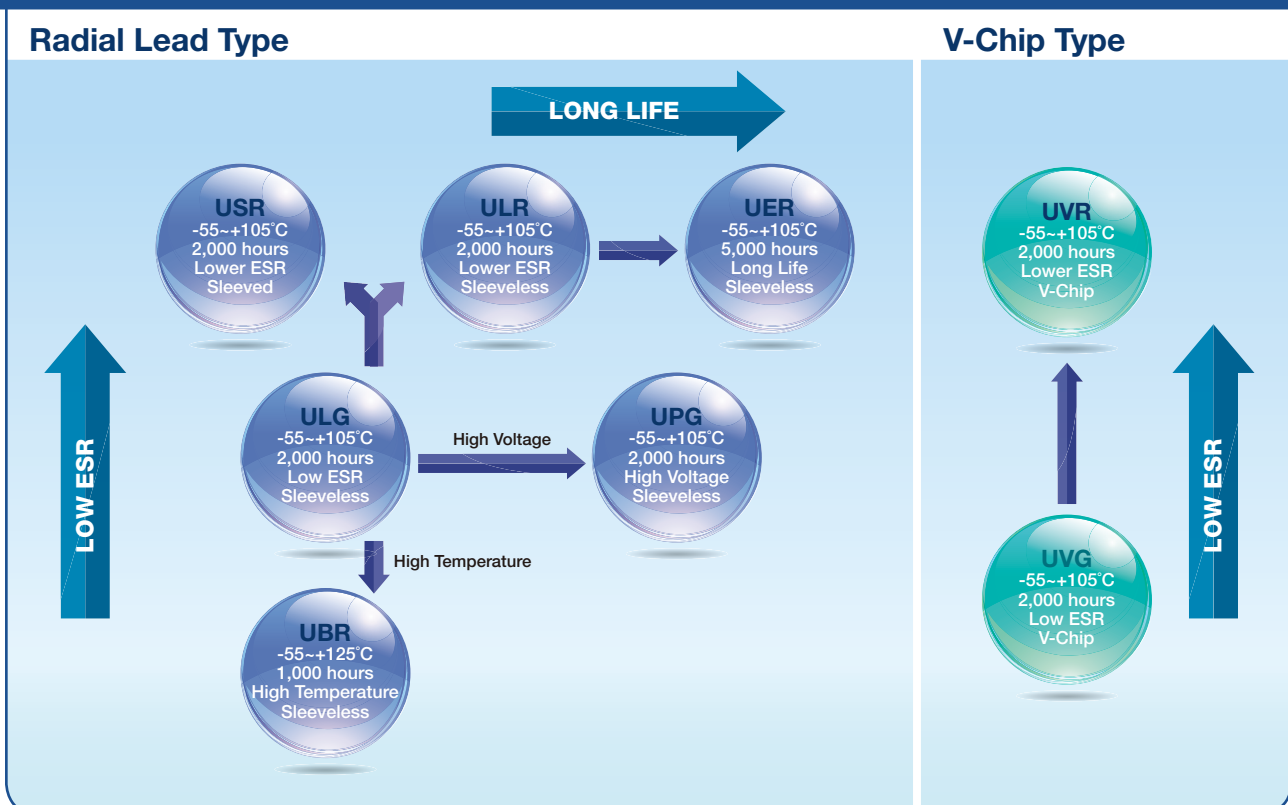 Radial Lead Type
V-Chip Type
LONG LIFE
USR
-55~+105°C
2,000 hours
Lower ESR
Sleeved
ULR
-55~+105°C
2,000 hours
Lower ESR
Sleeveless
UER
-55~+105°C
5,000 hours
Long Life
Sleeveless
LOW ESR
ULG
-55~+105°C
2,000 hours
Low ESR
Sleeveless
High Voltage
UPG
-55~+105°C
2,000 hours
High Voltage
Sleeveless
High Temperature
UBR
-55~+125°C
1,000 hours
High Temperature
Sleeveless
UVR
-55~+105°C
2,000 hours
Lower ESR
V-Chip
LOW ESR
UVG
-55~+105°C
2,000 hours
Low ESR
V-Chip